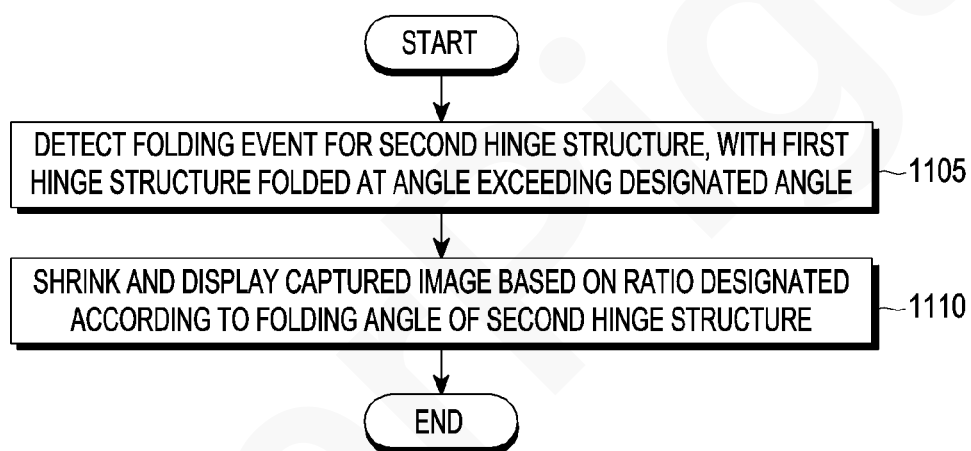 START
DETECT FOLDING EVENT FOR SECOND HINGE STRUCTURE, WITH FIRST
HINGE STRUCTURE FOLDED AT ANGLE EXCEEDING DESIGNATED ANGLE
1105
SHRINK AND DISPLAY CAPTURED IMAGE BASED ON RATIO DESIGNATED
ACCORDING TO FOLDING ANGLE OF SECOND HINGE STRUCTURE
1110
END